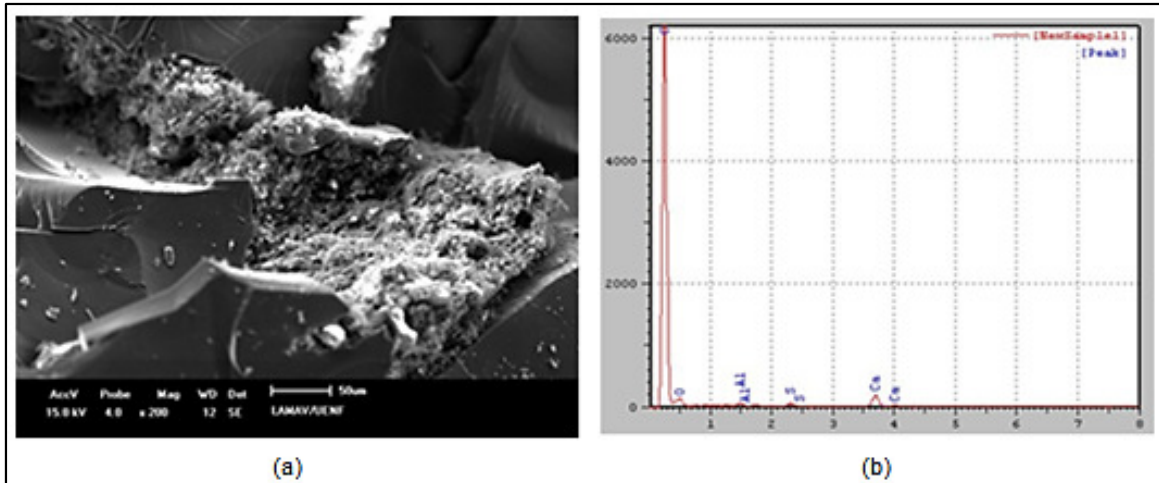 AccV Probe Mag WD Det 50um
15.0 kV 4.0 x 200 12 SE LAMAV/UENF
(a)
[NewSample1]
[Peak]
6000
4000
2000
0
O
Al
Al
S
S
Ca
Ca
1 2 3 4 5 6 7 8
(b)